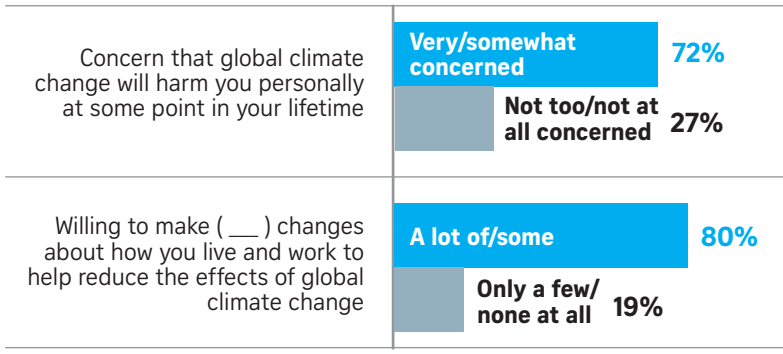 Concern that global climate
change will harm you personally
at some point in your lifetime
Very/somewhat
concerned
72%
Not too/not at
all concerned
27%
Willing to make ( __ ) changes
about how you live and work to
help reduce the effects of global
climate change
A lot of/some
80%
Only a few/
none at all
19%